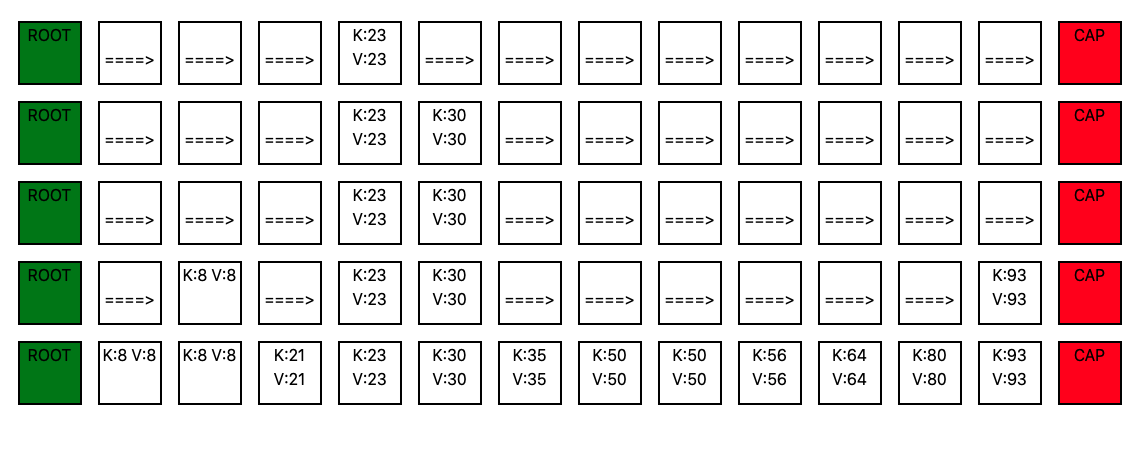 ROOT K:23 CAP
====> ====> ====> V:23 ====> ====> ====> ====> ====> ====> ====> ====>
ROOT K:23 K:30 CAP
====> ====> ====> V:23 V:30 ====> ====> ====> ====> ====> ====> ====>
ROOT K:23 K:30 CAP
====> ====> ====> V:23 V:30 ====> ====> ====> ====> ====> ====> ====>
ROOT K:8 V:8 K:23 K:30 K:93 CAP
====> ====> V:23 V:30 ====> ====> ====> ====> ====> ====> V:93
ROOT K:8 V:8 K:8 V:8 K:21 K:23 K:30 K:35 K:50 K:50 K:56 K:64 K:80 K:93 CAP
V:21 V:23 V:30 V:35 V:50 V:50 V:56 V:64 V:80 V:93